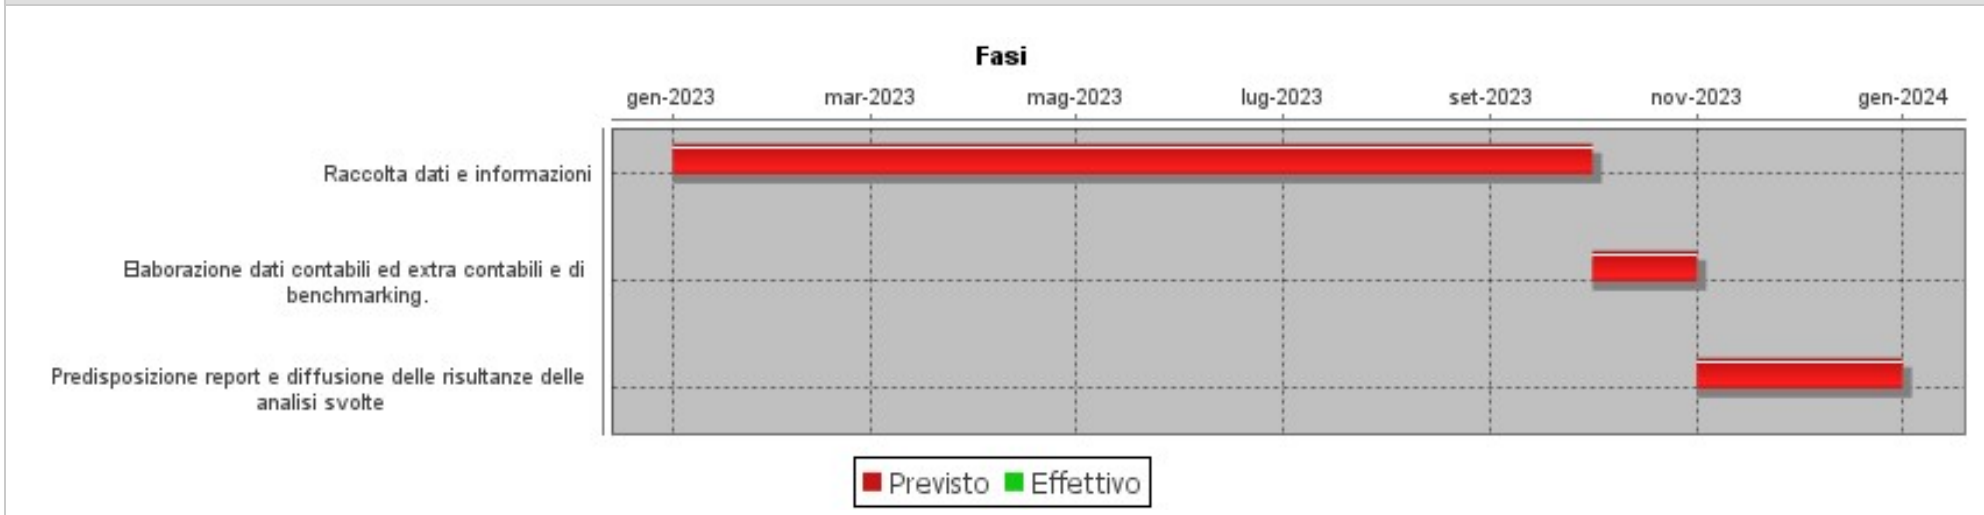 Fasi
gen-2023 mar-2023 mag-2023 lug-2023 set-2023 nov-2023 gen-2024
Raccolta dati e informazioni
Elaborazione dati contabili ed extra contabili e di
benchmarking.
Predisposizione report e diffusione delle risultanze delle
analisi svolte
Previsto Effettivo